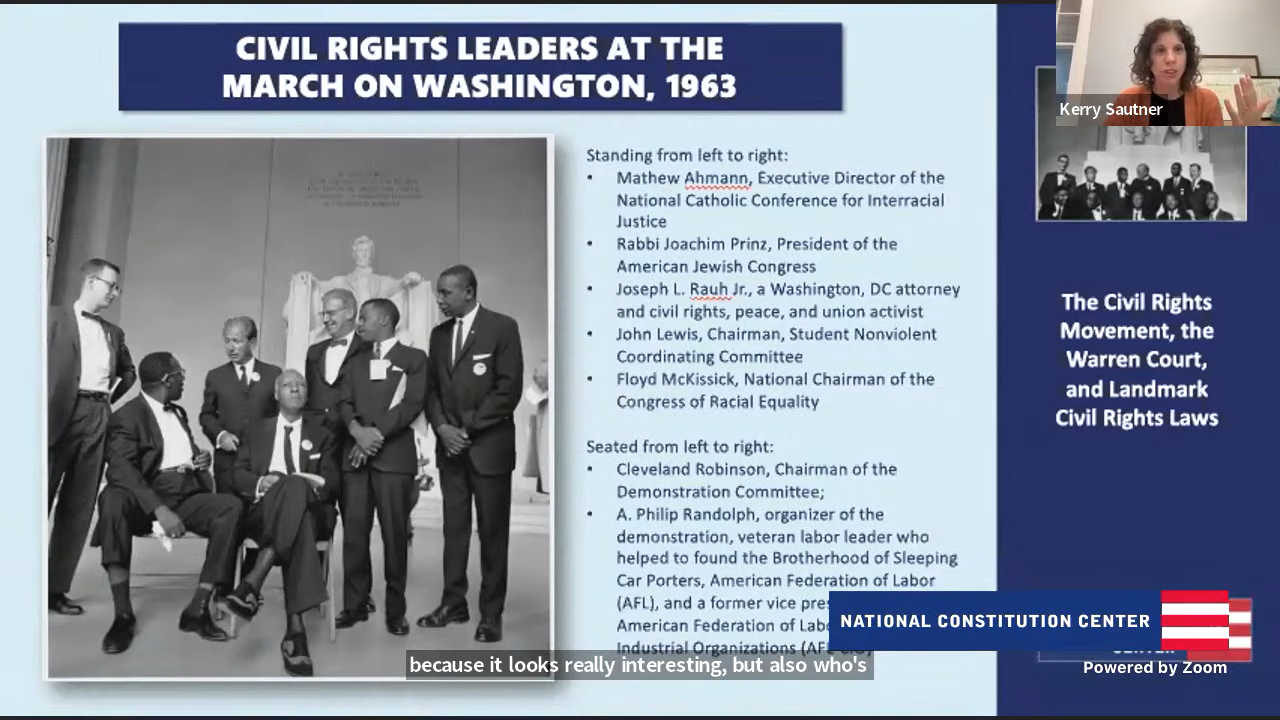 CIVIL RIGHTS LEADERS AT THE
MARCH ON WASHINGTON, 1963
Standing from left to right:
• Mathew Ahmann, Executive Director of the
National Catholic Conference for Interracial
Justice
• Rabbi Joachim Prinz, President of the
American Jewish Congress
• Joseph L. Rauh Jr., a Washington, DC attorney
and civil rights, peace, and union activist
• John Lewis, Chairman, Student Nonviolent
Coordinating Committee
• Floyd McKissick, National Chairman of the
Congress of Racial Equality
Seated from left to right:
• Cleveland Robinson, Chairman of the
Demonstration Committee;
• A. Philip Randolph, organizer of the
demonstration, veteran labor leader who
helped to found the Brotherhood of Sleeping
Car Porters, American Federation of Labor
(AFL), and a former vice
American Federation of
Industrial Organizations
because it looks really interesting, but also who's
Kerry Sautner
The Civil Rights
Movement, the
Warren Court,
and Landmark
Civil Rights Laws
NATIONAL CONSTITUTION CENTER
Powered by Zoom